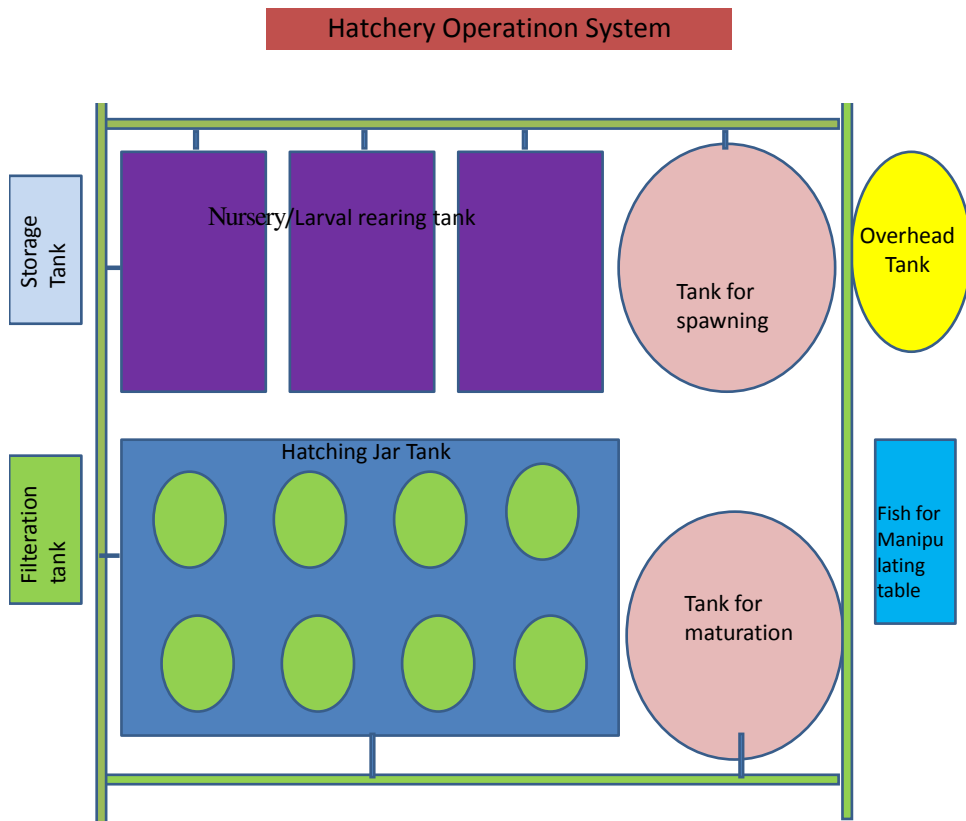 Hatchery Operatinon System
Storage
Tank
Nursery/Larval rearing tank
Tank for
spawning
Overhead
Tank
Filteration
tank
Hatching Jar Tank
Tank for
maturation
Fish for
Manipu
lating
table